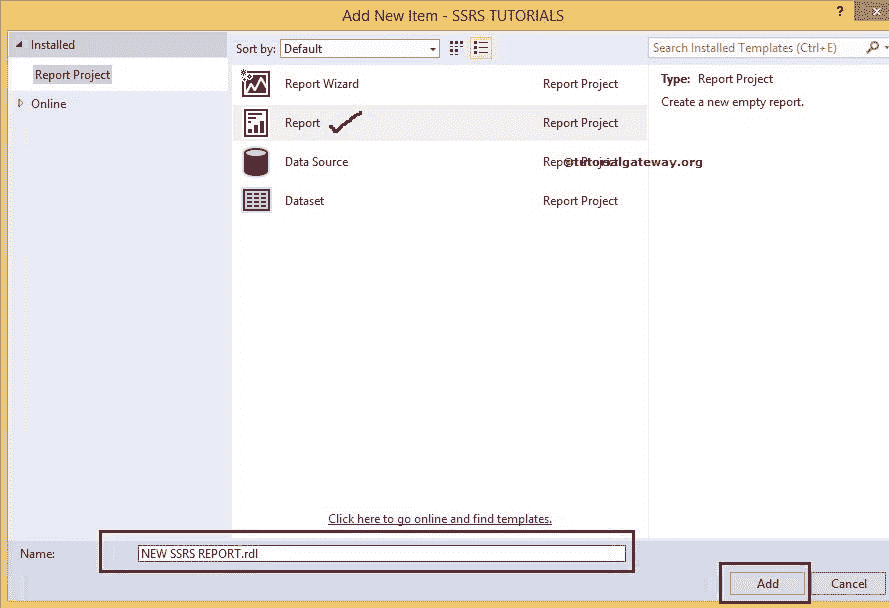 Add New Item - SSRS TUTORIALS
?
Installed
Report Project
Online
Sort by: Default
Search Installed Templates (Ctrl+E)
Report Wizard Report Project
Report Report Project
Data Source Report Project
@tutorialgateway.org
Dataset Report Project
Type: Report Project
Create a new empty report.
Click here to go online and find templates.
Name: NEW SSRS REPORT.rdl
Add Cancel